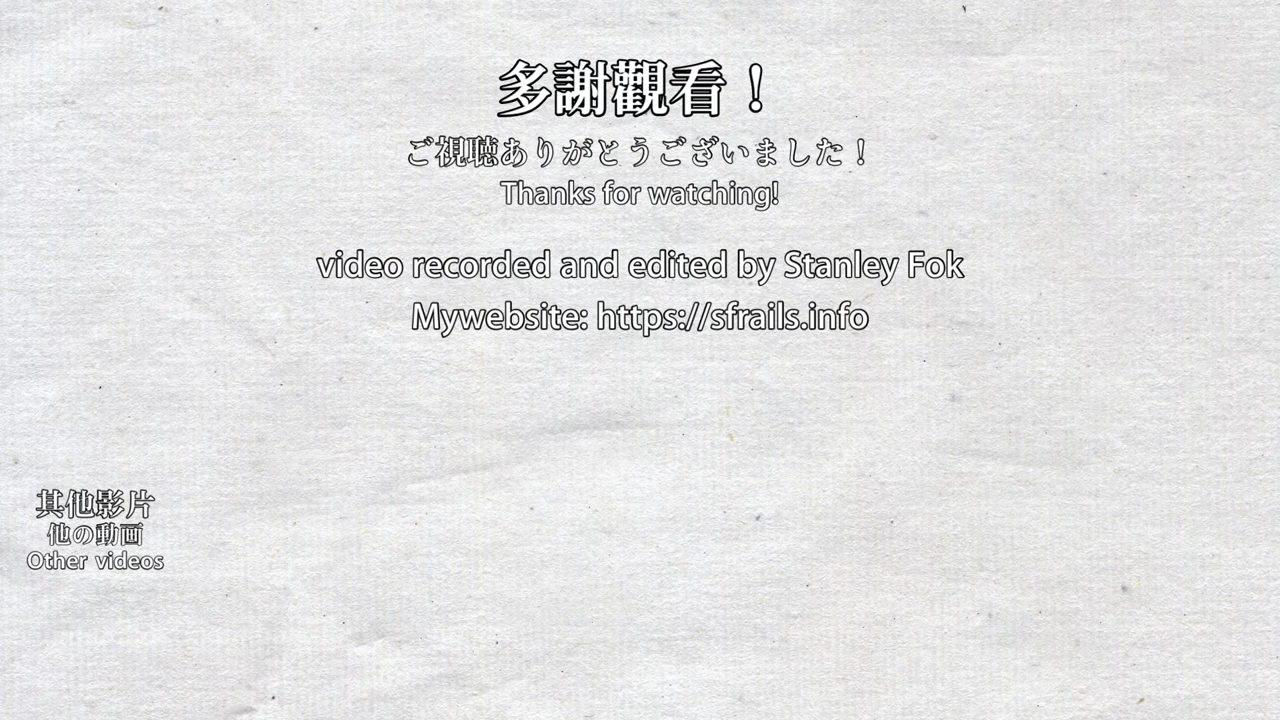 多謝觀看！
ご視聴ありがとうございました！
Thanks for watching!
video recorded and edited by Stanley Fok
Mywebsite: https://sfrails.info
其他影片
他の動画
Other videos